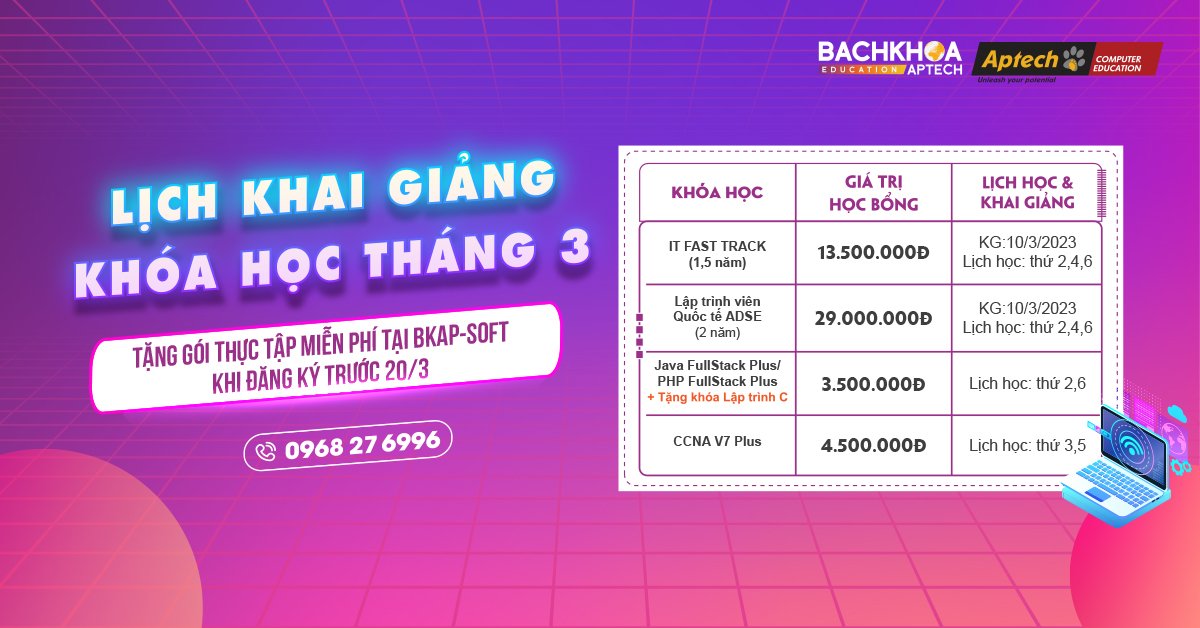 BACHKHOA
EDUCATION APTECH
Aptech COMPUTER EDUCATION
Unleash your potential
LỊCH KHAI GIẢNG
KHÓA HỌC THÁNG 3
TẶNG GÓI THỰC TẬP MIỄN PHÍ TẠI BKAP-SOFT
KHI ĐĂNG KÝ TRƯỚC 20/3
0968 27 6996
KHÓA HỌC
GIÁ TRỊ
HỌC BỔNG
LỊCH HỌC &
KHAI GIẢNG
IT FAST TRACK
(1,5 năm)
13.500.000Đ
KG:10/3/2023
Lịch học: thứ 2,4,6
Lập trình viên
Quốc tế ADSE
(2 năm)
29.000.000Đ
KG:10/3/2023
Lịch học: thứ 2,4,6
Java FullStack Plus/
PHP FullStack Plus
+ Tặng khóa Lập trình C
3.500.000Đ
Lịch học: thứ 2,6
CCNA V7 Plus
4.500.000Đ
Lịch học: thứ 3,5